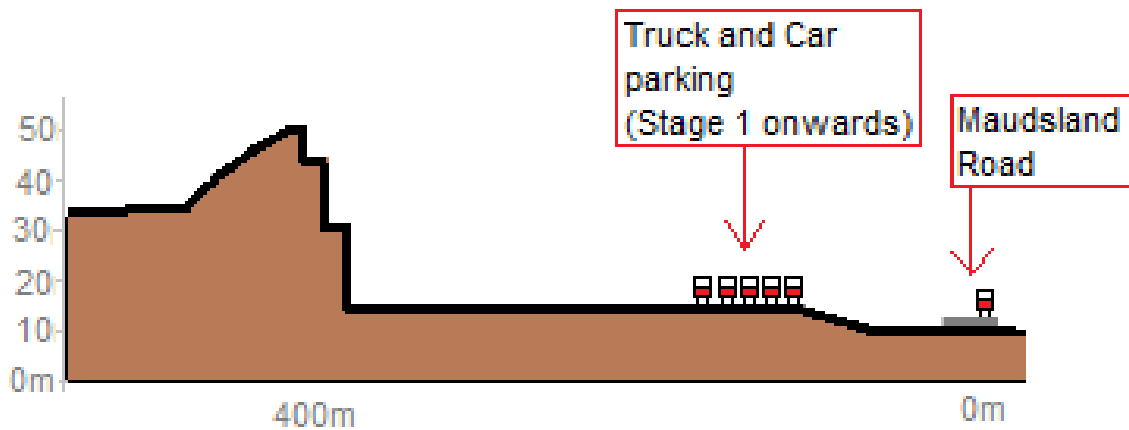 Truck and Car
parking
(Stage 1 onwards)
Maudsland
Road
50
40
30
20
10
0m
400m
0m